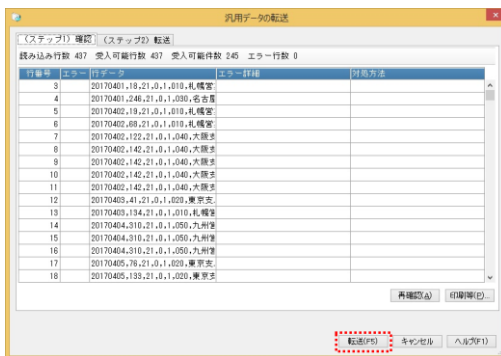 汎用データの転送
(ステップ1) 確認 (ステップ2) 転送
読み込み行数 437 受入可能行数 437 受入可能件数 245 エラー行数 0
行番号 エラー 行データ エラー詳細 対処方法
3 20170401,18,21,0,1,010,札幌営
4 20170401,246,21,0,1,030,名古屋
5 20170402,19,21,0,1,010,札幌営
6 20170402,68,21,0,1,010,札幌営
7 20170402,122,21,0,1,040,大阪支
8 20170402,142,21,0,1,040,大阪支
9 20170402,142,21,0,1,040,大阪支
10 20170402,142,21,0,1,040,大阪支
11 20170402,142,21,0,1,040,大阪支
12 20170403,41,21,0,1,020,東京支
13 20170403,134,21,0,1,010,札幌営
14 20170404,310,21,0,1,050,九州営
15 20170404,310,21,0,1,050,九州営
16 20170404,310,21,0,1,050,九州営
17 20170405,76,21,0,1,020,東京支
18 20170405,133,21,0,1,020,東京支
再確認(A) 印刷等(P)...
転送(F5) キャンセル ヘルプ(F1)